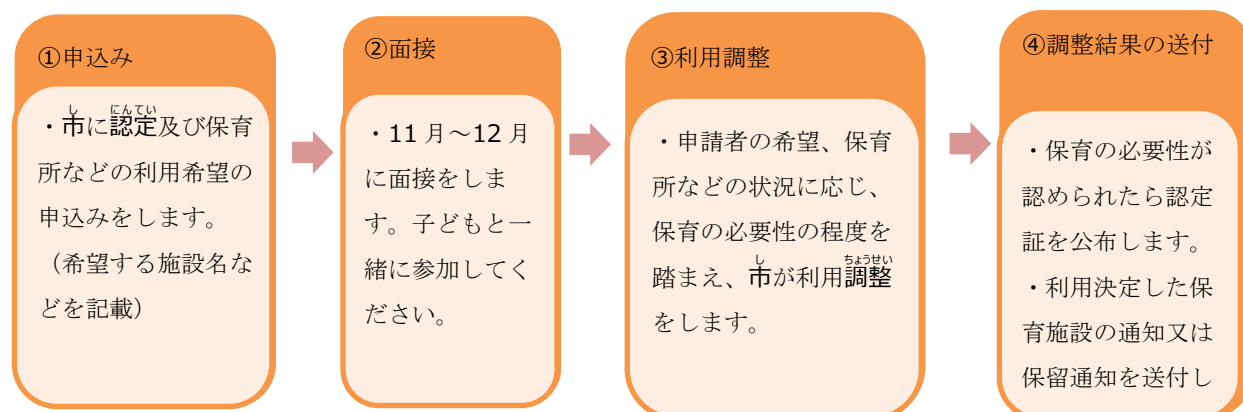 ①申込み
・市に認定及び保育
所などの利用希望の
申込みをします。
（希望する施設名な
どを記載）
②面接
・11 月～12 月
に面接をしま
す。子どもと一
緒に参加してく
ださい。
③利用調整
・申請者の希望、保育
所などの状況に応じ、
保育の必要性の程度を
踏まえ、市が利用調整
をします。
④調整結果の送付
・保育の必要性が
認められたら認定
証を公布します。
・利用決定した保
育施設の通知又は
保留通知を送付し